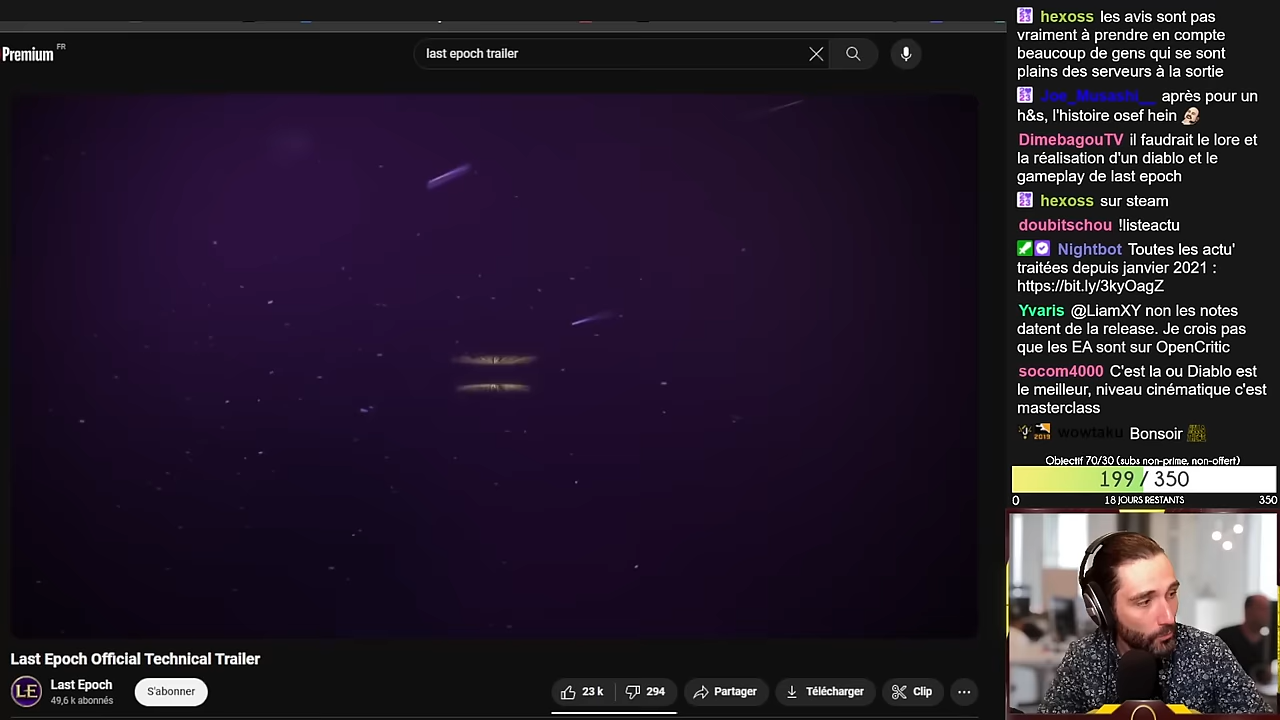 Premium FR
last epoch trailer
Last Epoch Official Technical Trailer
LE
Last Epoch
49,6 k abonnés
S'abonner
23 k
294
Partager
Télécharger
Clip
hexoss les avis sont pas
vraiment à prendre en compte
beaucoup de gens qui se sont
plains des serveurs à la sortie
Joe_Musashi__ après pour un
h&s, l'histoire osef hein
DimebagouTV il faudrait le lore et
la réalisation d'un diablo et le
gameplay de last epoch
hexoss sur steam
doubitschou !listeactu
Nightbot Toutes les actu'
traitées depuis janvier 2021 :
https://bit.ly/3kyOagZ
Yvaris @LiamXY non les notes
datent de la release. Je crois pas
que les EA sont sur OpenCritic
socom4000 C'est la ou Diablo est
le meilleur, niveau cinématique c'est
masterclass
2019 wowtaku Bonsoir
Objectif 70/30 (subs non-prime, non-offert)
199 / 350
0 18 JOURS RESTANTS 350